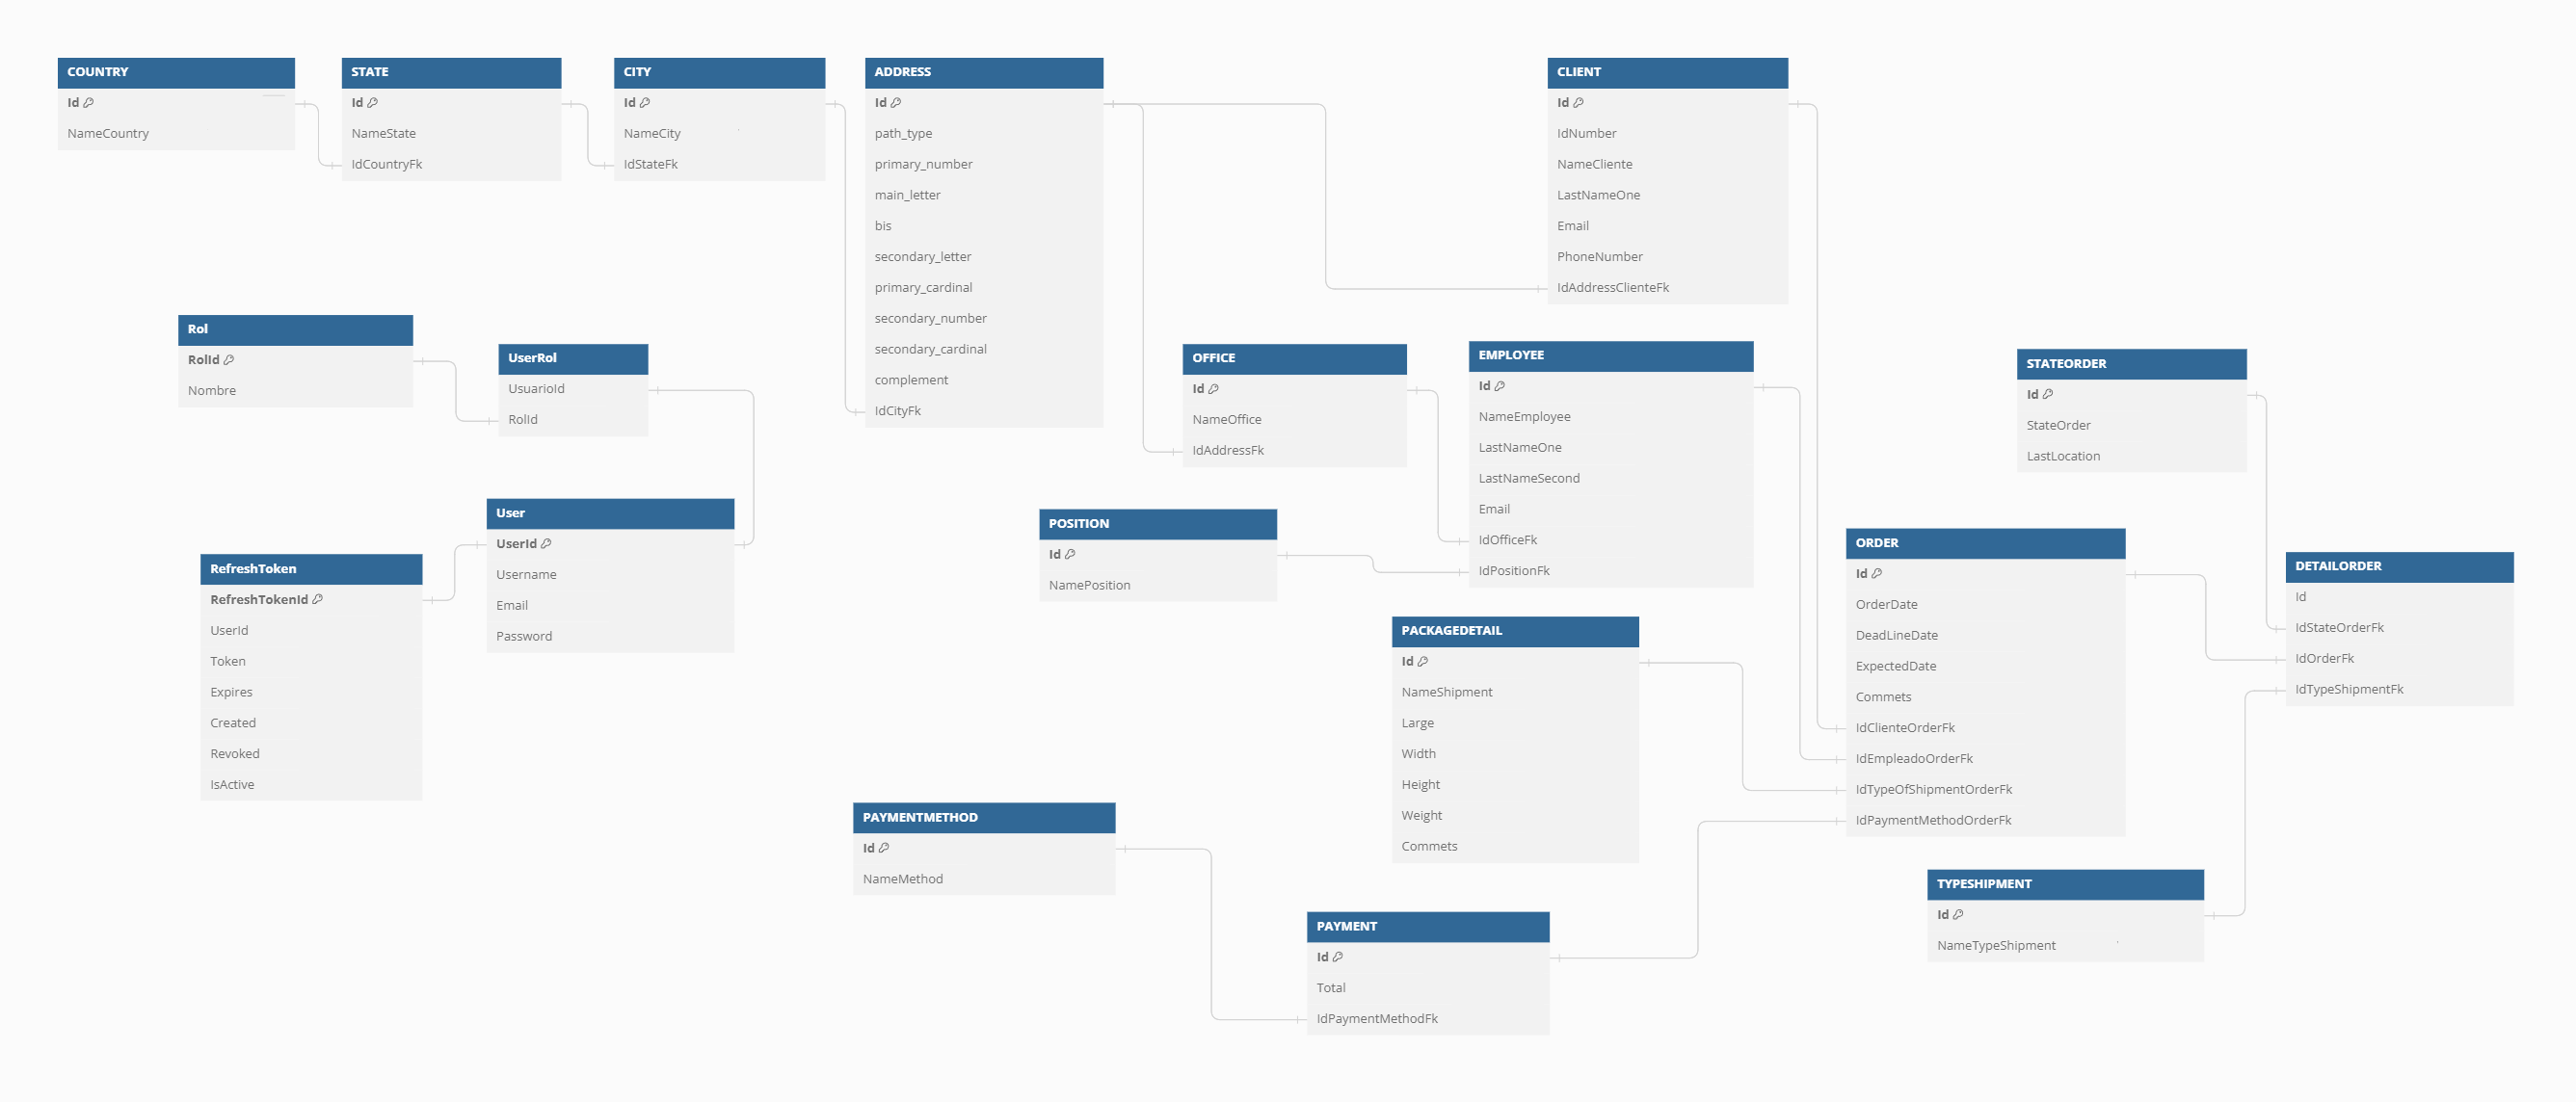 COUNTRY
Id
NameCountry
STATE
Id
NameState
IdCountryFk
CITY
Id
NameCity
IdStateFk
ADDRESS
Id
path_type
primary_number
main_letter
bis
secondary_letter
primary_cardinal
secondary_number
secondary_cardinal
complement
IdCityFk
CLIENT
Id
IdNumber
NameCliente
LastNameOne
Email
PhoneNumber
IdAddressClienteFk
Rol
RolId
Nombre
UserRol
UsuarioId
RolId
OFFICE
Id
NameOffice
IdAddressFk
EMPLOYEE
Id
NameEmployee
LastNameOne
LastNameSecond
Email
IdOfficeFk
IdPositionFk
STATEORDER
Id
StateOrder
LastLocation
User
UserId
Username
Email
Password
RefreshToken
RefreshTokenId
UserId
Token
Expires
Created
Revoked
IsActive
POSITION
Id
NamePosition
ORDER
Id
OrderDate
DeadLineDate
ExpectedDate
Commets
IdClienteOrderFk
IdEmpleadoOrderFk
IdTypeOfShipmentOrderFk
IdPaymentMethodOrderFk
DETAILORDER
Id
IdStateOrderFk
IdOrderFk
IdTypeShipmentFk
PACKAGEDETAIL
Id
NameShipment
Large
Width
Height
Weight
Commets
PAYMENTMETHOD
Id
NameMethod
PAYMENT
Id
Total
IdPaymentMethodFk
TYPESHIPMENT
Id
NameTypeShipment